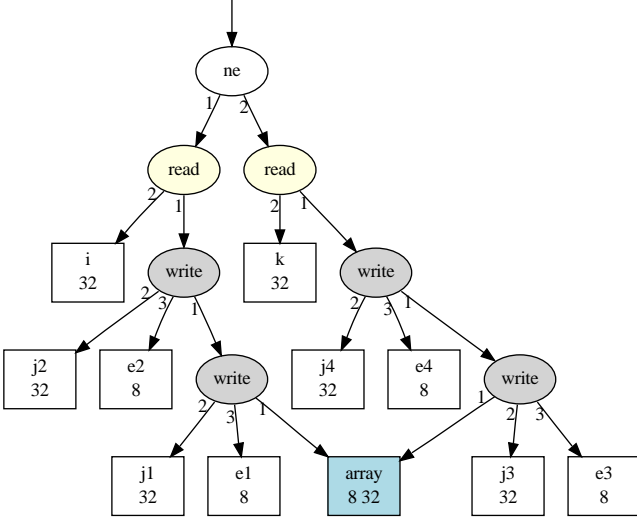 ne
1 2
read read
2 1 2 1
i
32
write
k
32
write
2 3 1 2 3 1
j2
32
e2
8
write
j4
32
e4
8
write
2 3 1 1 2 3
j1
32
e1
8
array
8 32
j3
32
e3
8